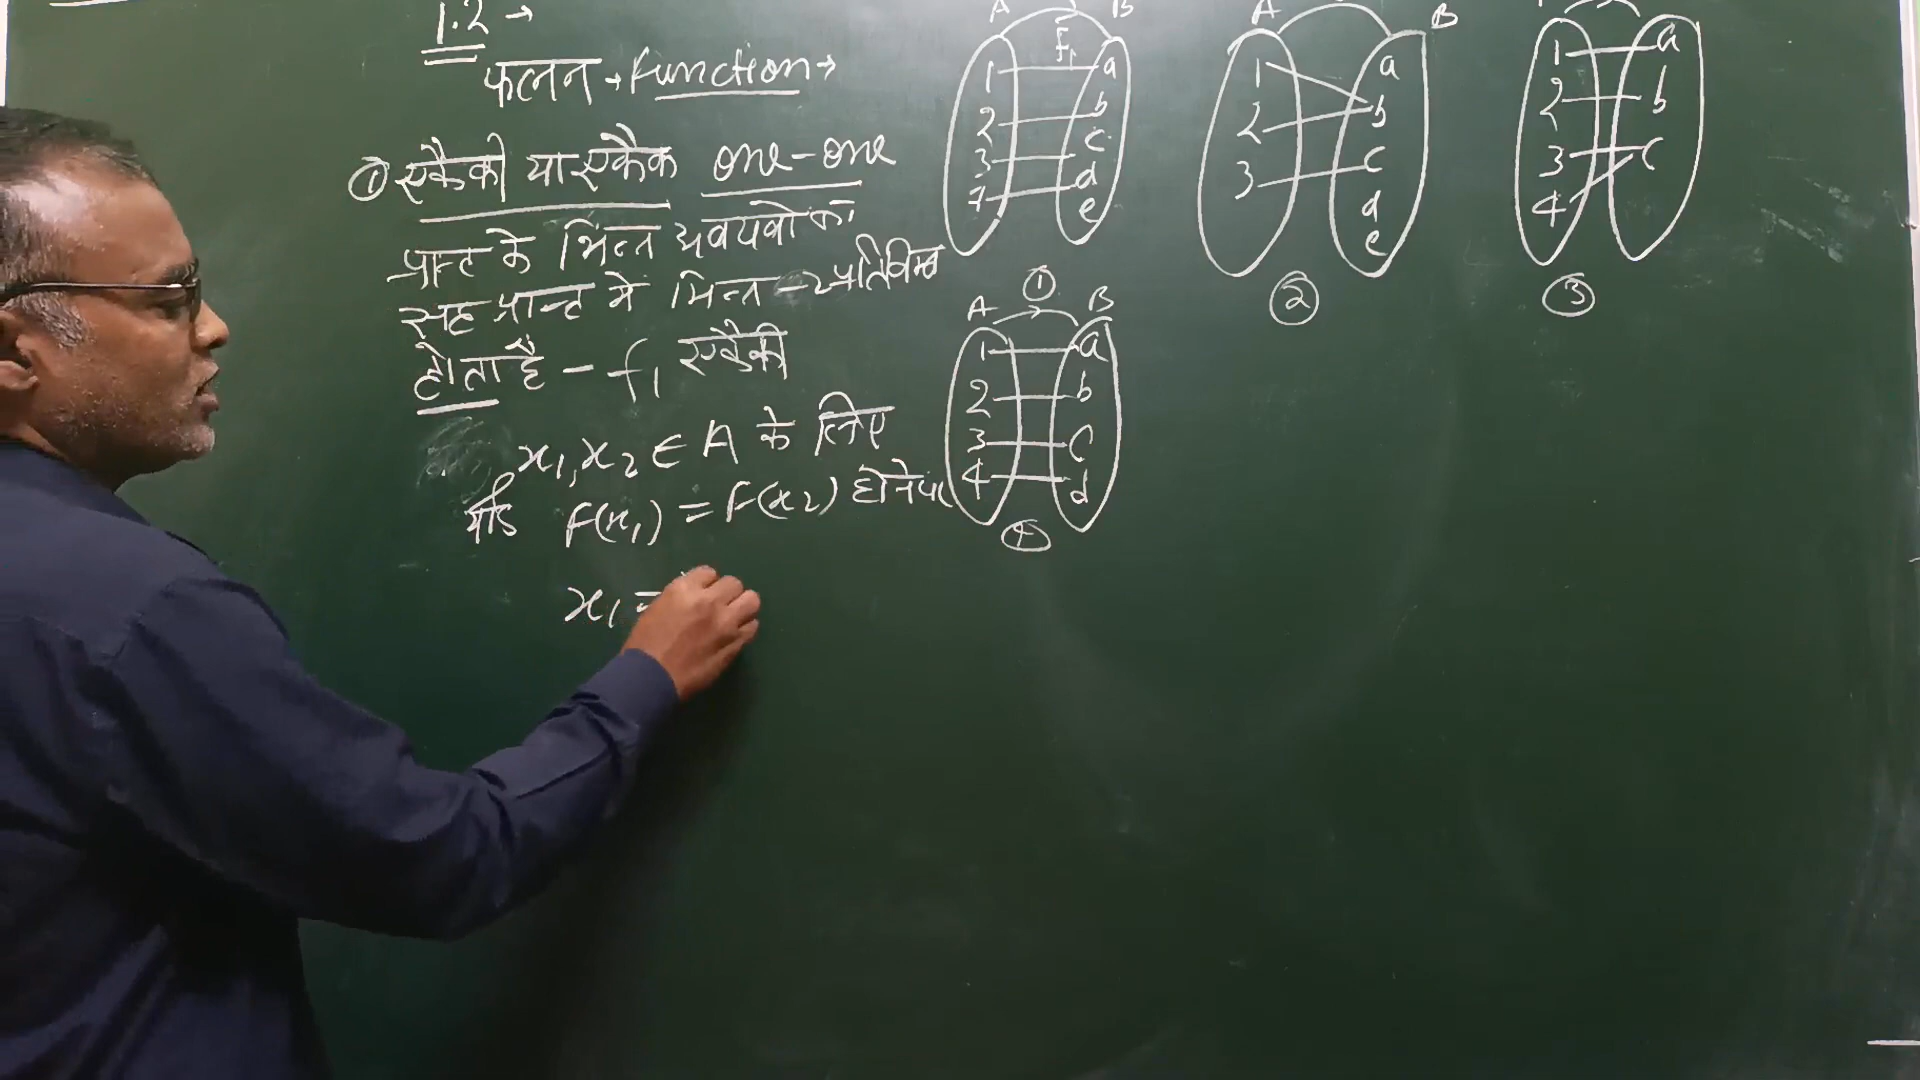 1.2 →
फलन → Function →
① एकैकी या एकैक one-one
प्रान्त के भिन्न अवयवों का
सह प्रान्त में भिन्न-2 प्रतिबिम्ब
होता है - f₁ एकैकी
x₁, x₂ ∈ A के लिए
यदि F(x₁) = F(x₂) होने पर
x₁ =
A B
F₁
1 a
2 b
3 c
4 d
e
①
A B
1 a
2 b
3 c
d
e
②
1 a
2 b
3 c
4
③
A B
1 a
2 b
3 c
4 d
④